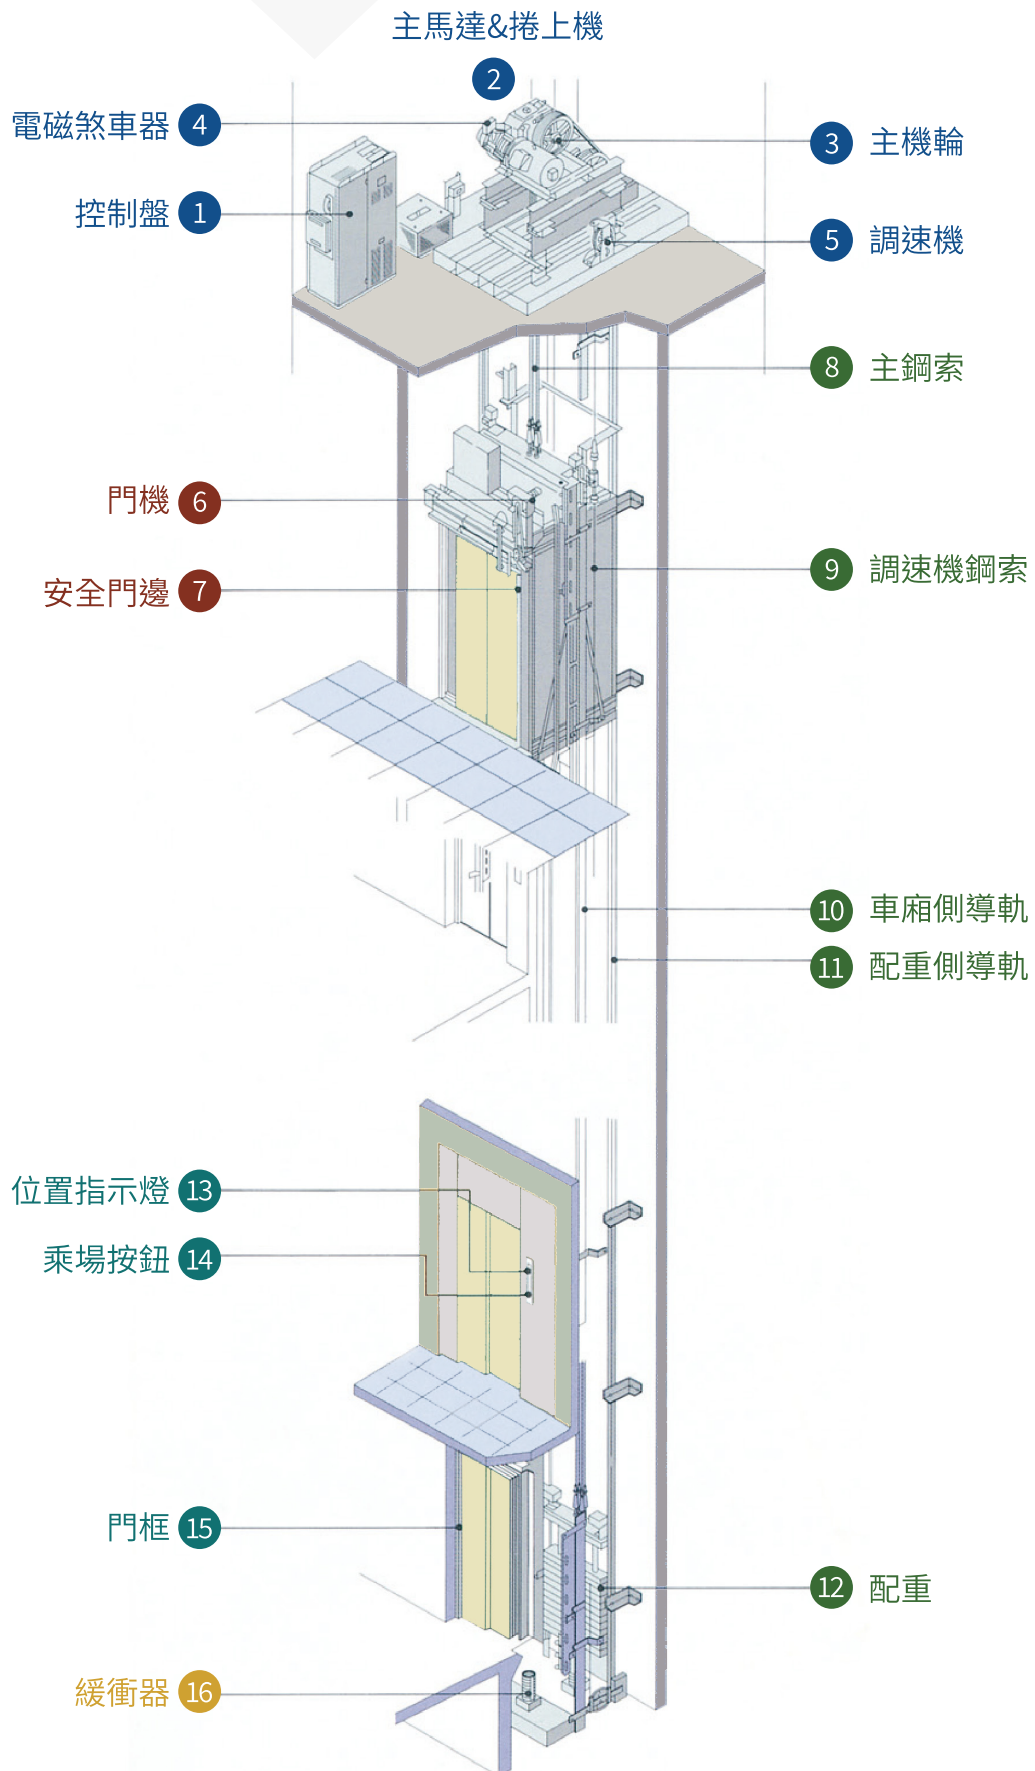 主馬達&捲上機
2
電磁煞車器 4
3 主機輪
控制盤 1
5 調速機
8 主鋼索
門機 6
9 調速機鋼索
安全門邊 7
10 車廂側導軌
11 配重側導軌
位置指示燈 13
乘場按鈕 14
門框 15
12 配重
緩衝器 16